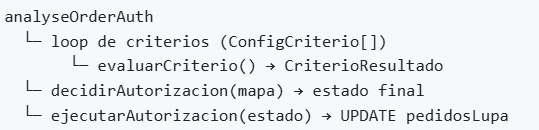 analyseOrderAuth
└─ loop de criterios (ConfigCriterio[])
└─ evaluarCriterio() → CriterioResultado
└─ decidirAutorizacion(mapa) → estado final
└─ ejecutarAutorizacion(estado) → UPDATE pedidosLupa